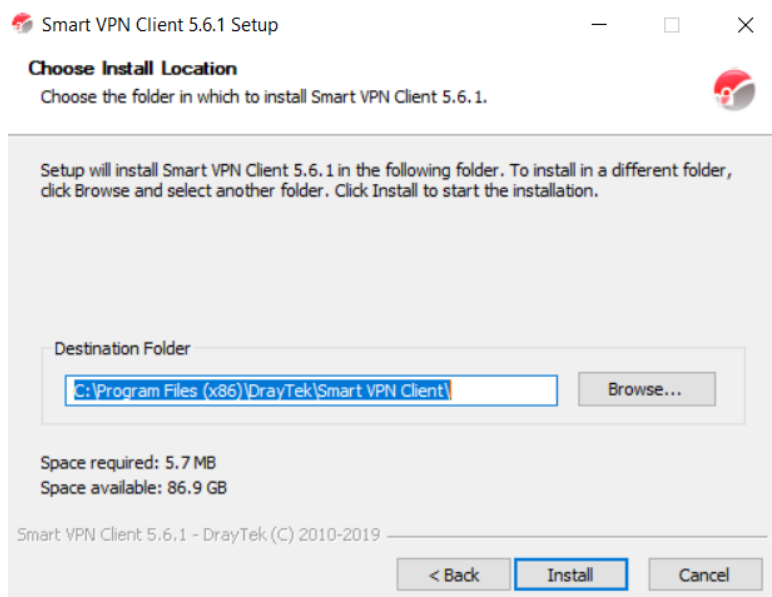 Smart VPN Client 5.6.1 Setup
Choose Install Location
Choose the folder in which to install Smart VPN Client 5.6.1.
Setup will install Smart VPN Client 5.6.1 in the following folder. To install in a different folder,
click Browse and select another folder. Click Install to start the installation.
Destination Folder
C:\Program Files (x86)\DrayTek\Smart VPN Client\
Browse...
Space required: 5.7 MB
Space available: 86.9 GB
Smart VPN Client 5.6.1 - DrayTek (C) 2010-2019
< Back Install Cancel